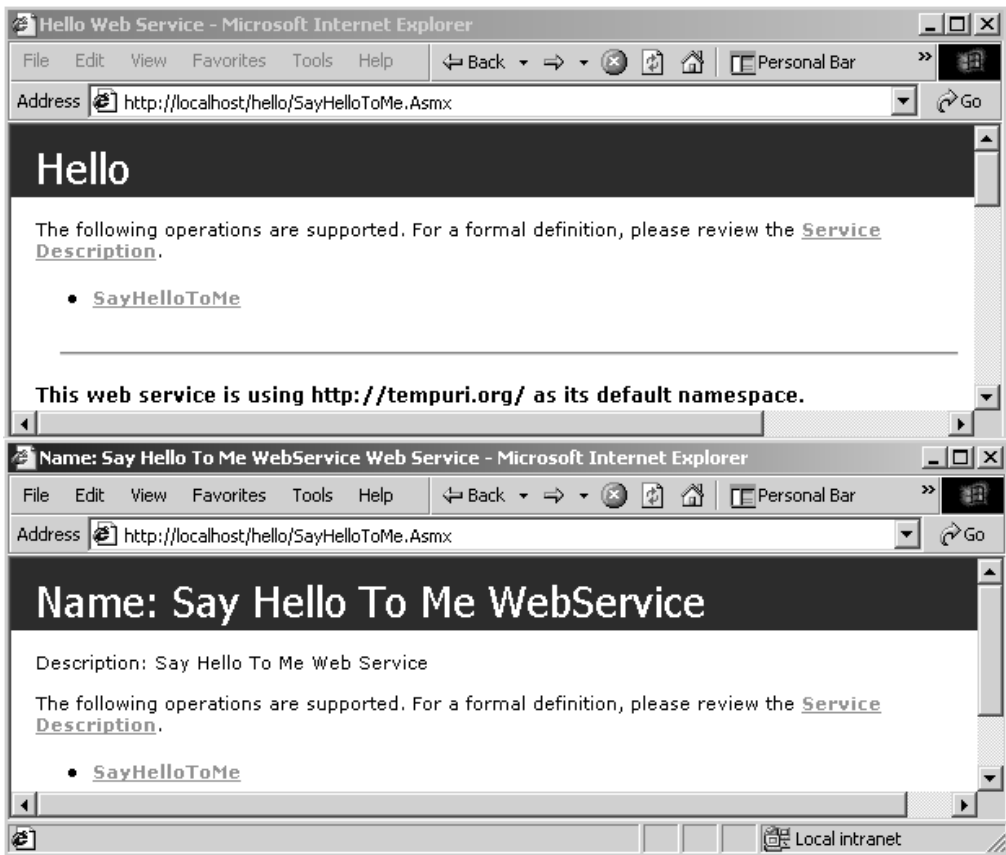 Hello Web Service - Microsoft Internet Explorer
File Edit View Favorites Tools Help Back Personal Bar »
Address http://localhost/hello/SayHelloToMe.Asmx Go
Hello
The following operations are supported. For a formal definition, please review the Service
Description.
• SayHelloToMe
This web service is using http://tempuri.org/ as its default namespace.
Name: Say Hello To Me WebService Web Service - Microsoft Internet Explorer
File Edit View Favorites Tools Help Back Personal Bar »
Address http://localhost/hello/SayHelloToMe.Asmx Go
Name: Say Hello To Me WebService
Description: Say Hello To Me Web Service
The following operations are supported. For a formal definition, please review the Service
Description.
• SayHelloToMe
Local intranet